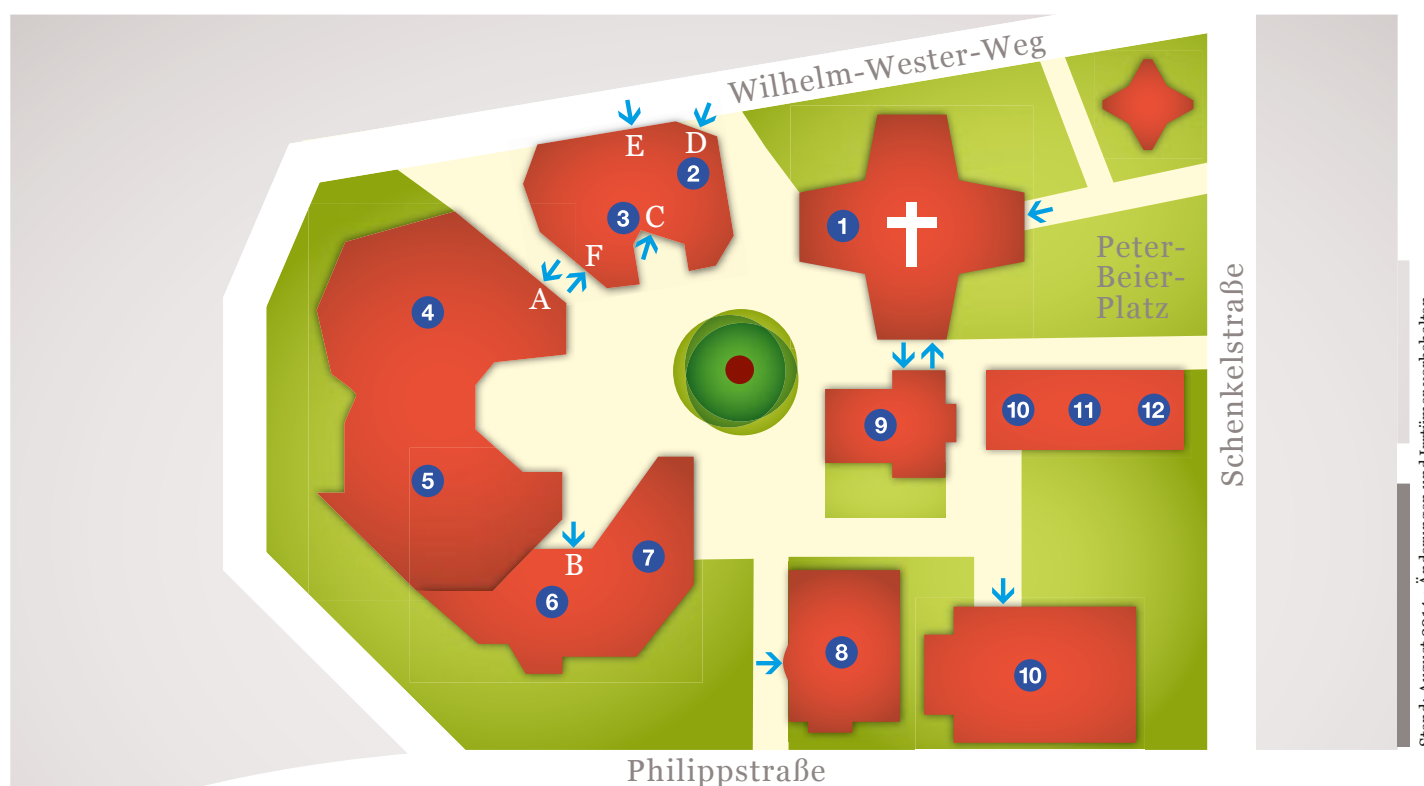 Wilhelm-Wester-Weg
E
D
2
3
C
1
F
A
Peter-
Beier-
Platz
4
Schenkelstraße
9
10
11
12
5
B
7
6
8
10
Philippstraße